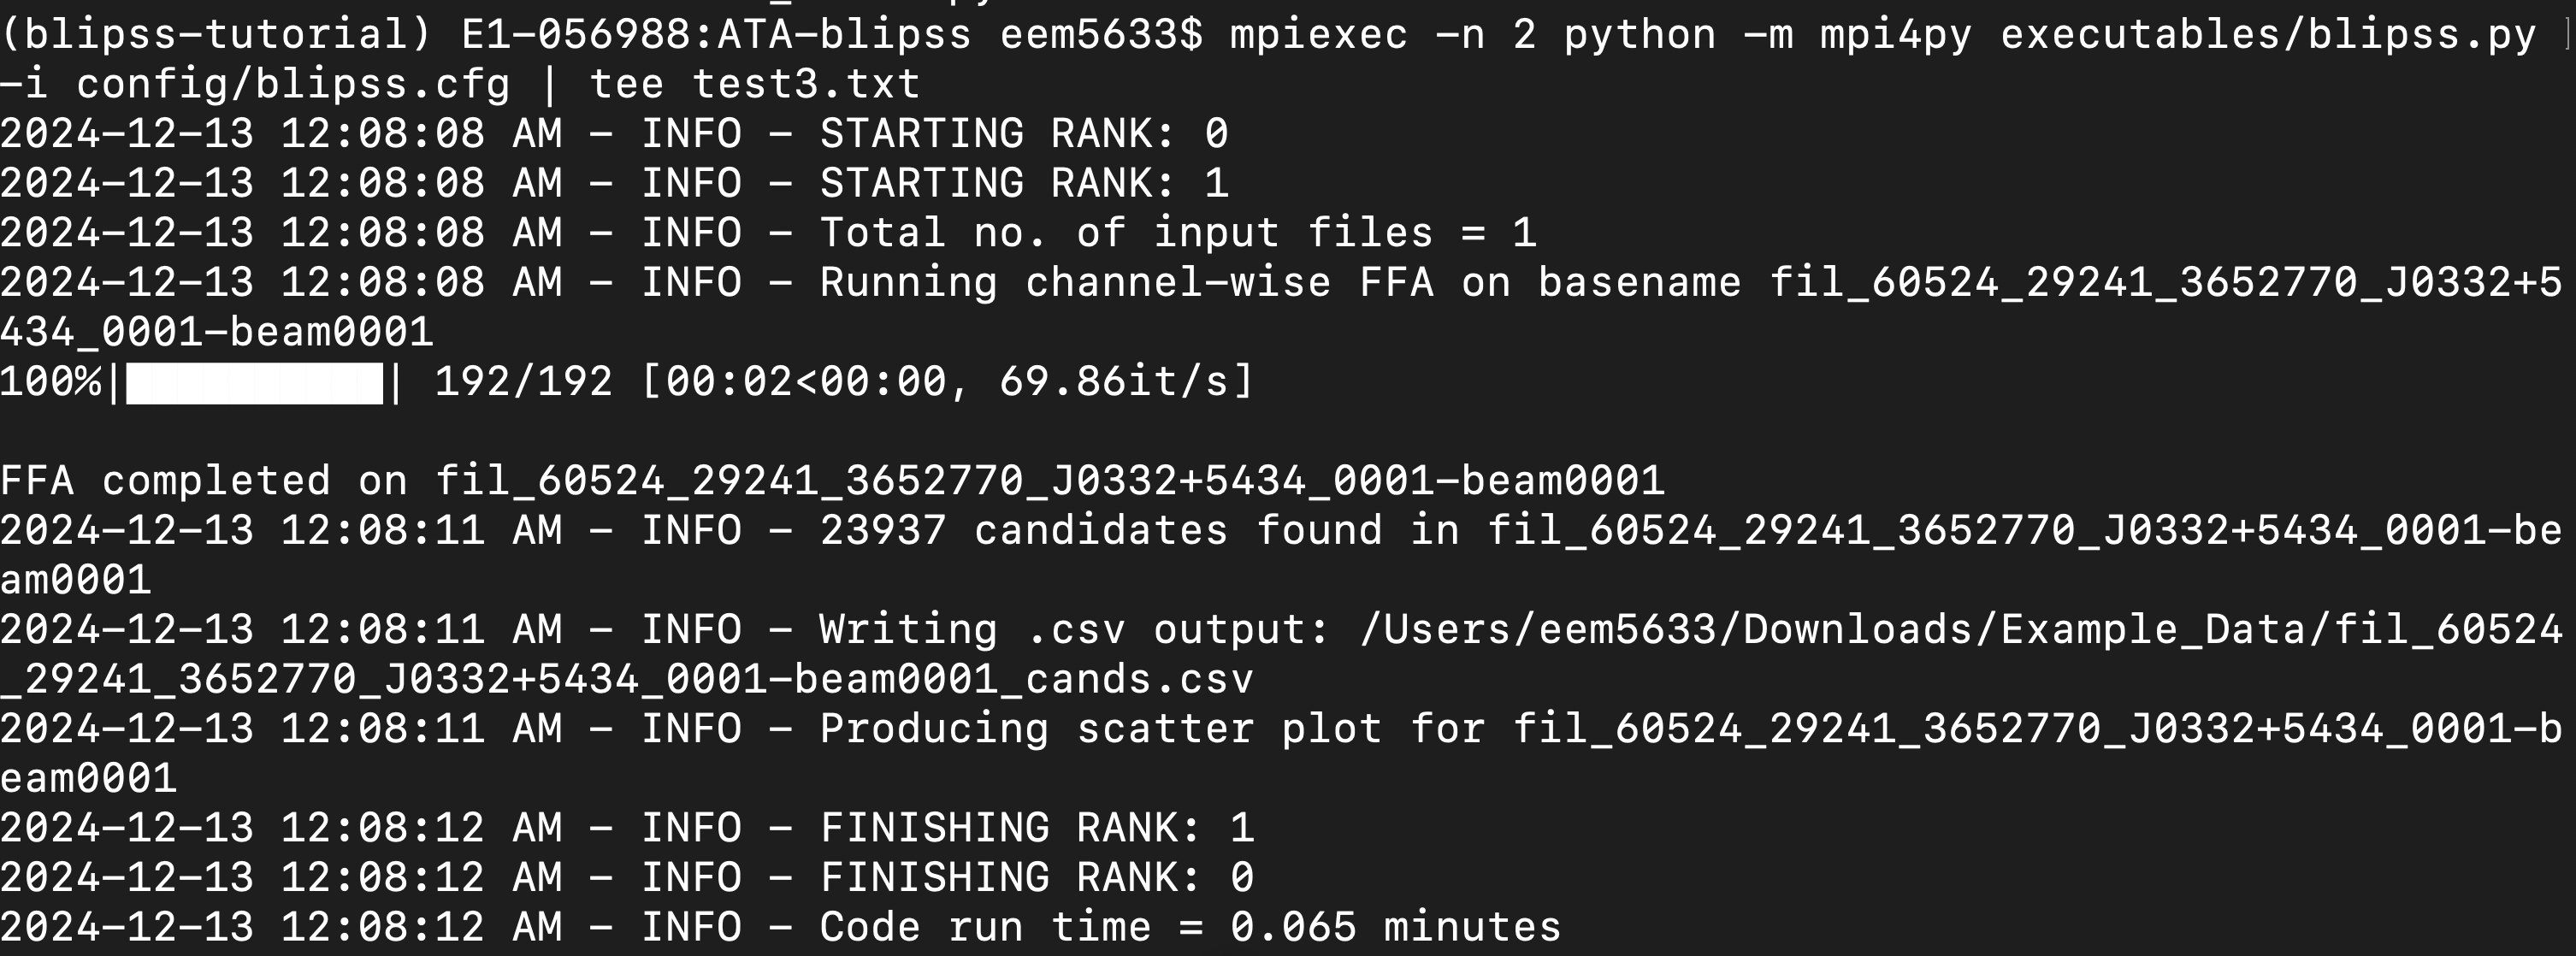 (blipss-tutorial) E1-056988:ATA-blipss eem5633$ mpiexec -n 2 python -m mpi4py executables/blipss.py
-i config/blipss.cfg | tee test3.txt
2024-12-13 12:08:08 AM - INFO - STARTING RANK: 0
2024-12-13 12:08:08 AM - INFO - STARTING RANK: 1
2024-12-13 12:08:08 AM - INFO - Total no. of input files = 1
2024-12-13 12:08:08 AM - INFO - Running channel-wise FFA on basename fil_60524_29241_3652770_J0332+5
434_0001-beam0001
100%|██████████| 192/192 [00:02<00:00, 69.86it/s]
FFA completed on fil_60524_29241_3652770_J0332+5434_0001-beam0001
2024-12-13 12:08:11 AM - INFO - 23937 candidates found in fil_60524_29241_3652770_J0332+5434_0001-be
am0001
2024-12-13 12:08:11 AM - INFO - Writing .csv output: /Users/eem5633/Downloads/Example_Data/fil_60524
_29241_3652770_J0332+5434_0001-beam0001_cands.csv
2024-12-13 12:08:11 AM - INFO - Producing scatter plot for fil_60524_29241_3652770_J0332+5434_0001-b
eam0001
2024-12-13 12:08:12 AM - INFO - FINISHING RANK: 1
2024-12-13 12:08:12 AM - INFO - FINISHING RANK: 0
2024-12-13 12:08:12 AM - INFO - Code run time = 0.065 minutes